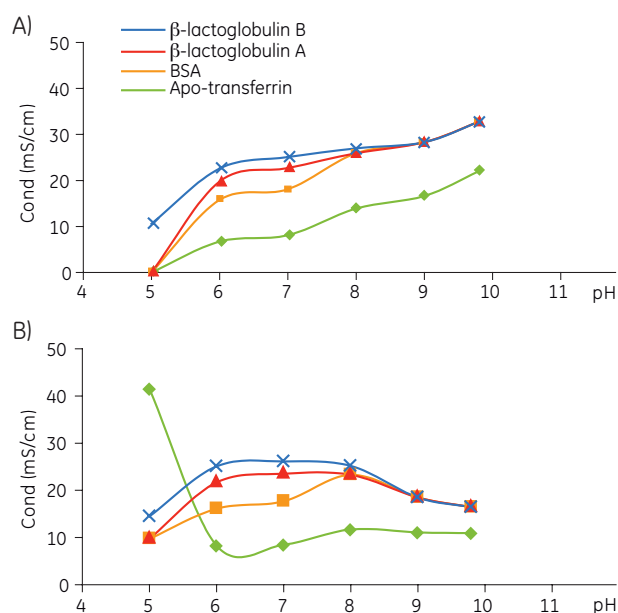 A)
β-lactoglobulin B
β-lactoglobulin A
BSA
Apo-transferrin
Cond (mS/cm)
50
40
30
20
10
0
4 5 6 7 8 9 10 11 pH
B)
Cond (mS/cm)
50
40
30
20
10
0
4 5 6 7 8 9 10 11 pH